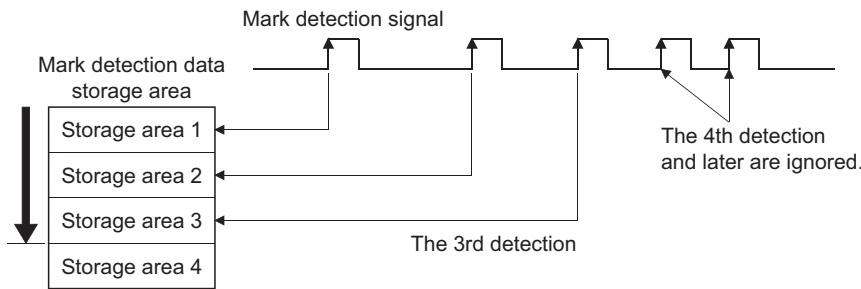 Mark detection signal
Mark detection data
storage area
Storage area 1
Storage area 2
Storage area 3
Storage area 4
The 3rd detection
The 4th detection
and later are ignored.